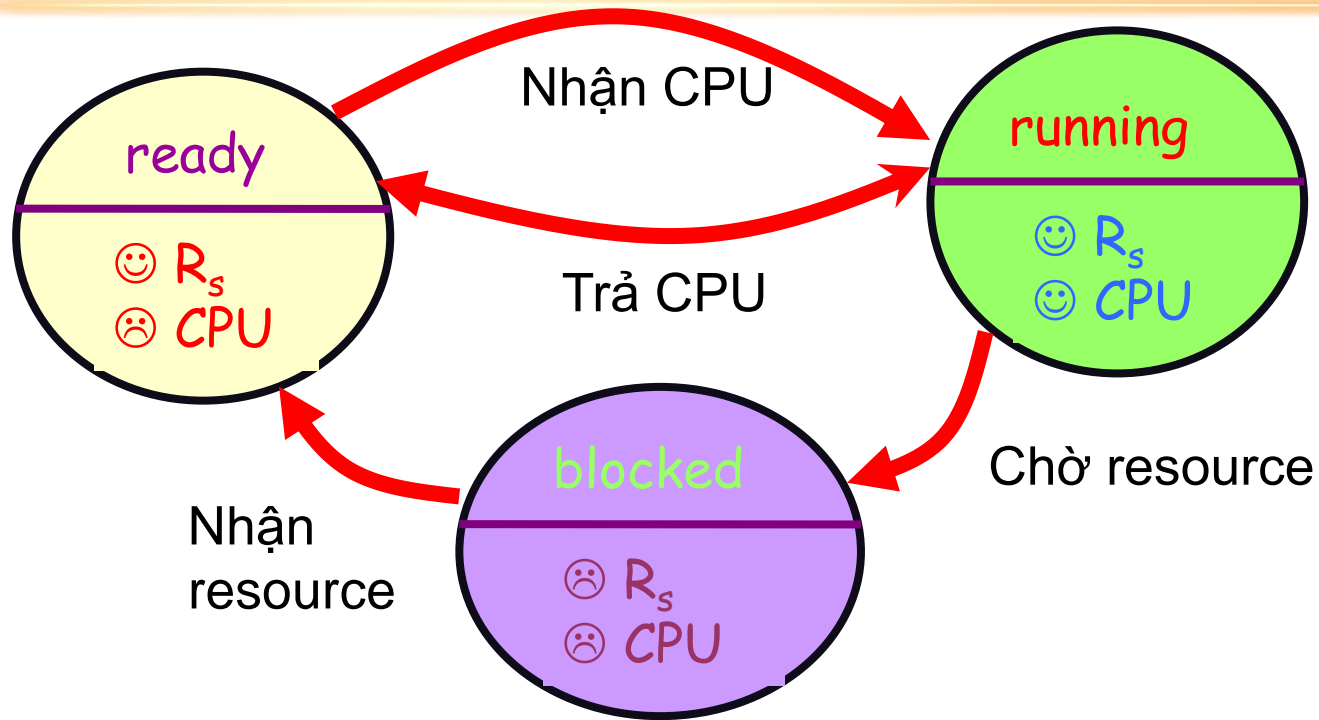 Nhận CPU
ready
☺ Rs
☹ CPU
running
☺ Rs
☺ CPU
Trả CPU
blocked
☹ Rs
☹ CPU
Chờ resource
Nhận
resource